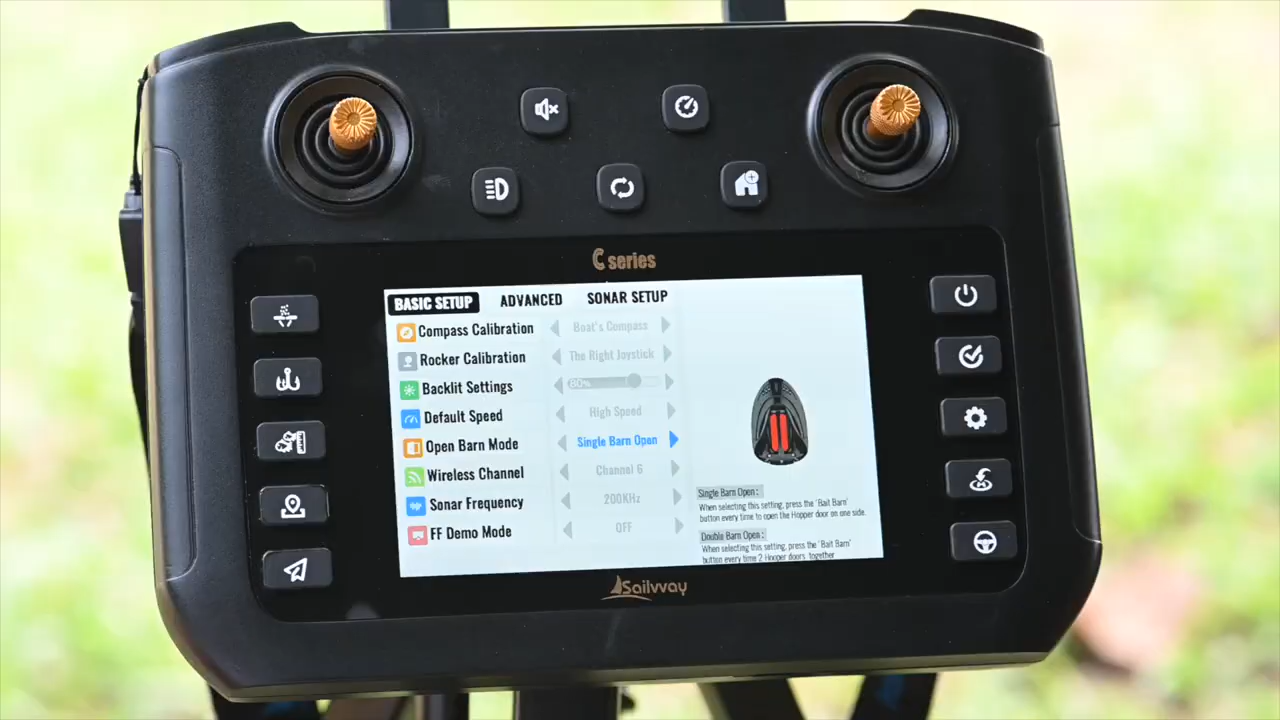 C series
BASIC SETUP ADVANCED SONAR SETUP
Compass Calibration Boat's Compass
Rocker Calibration The Right Joystick
Backlit Settings 80%
Default Speed High Speed
Open Barn Mode Single Barn Open
Wireless Channel Channel 6
Sonar Frequency 200KHz
FF Demo Mode OFF
Single Barn Open :
When selecting this setting, press the 'Bait Barn'
button every time to open the Hopper door on one side.
Double Barn Open :
When selecting this setting, press the 'Bait Barn'
button every time 2 Hopper doors together
Sailvvay